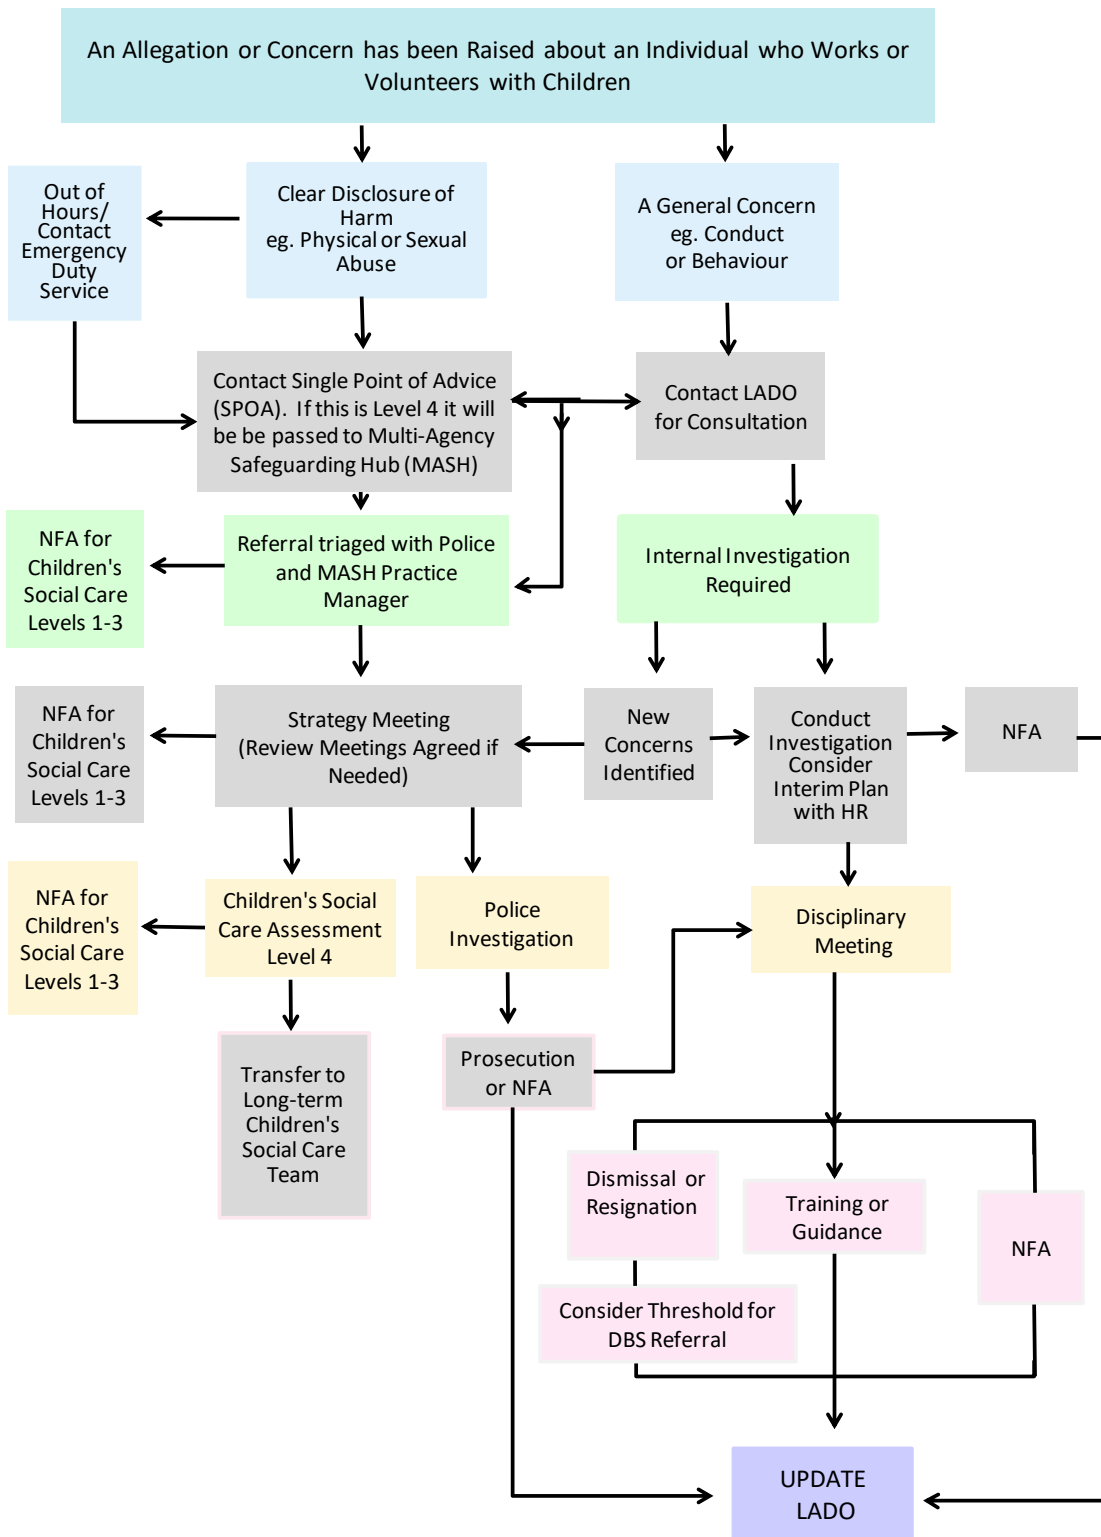 An Allegation or Concern has been Raised about an Individual who Works or
Volunteers with Children
Out of
Hours/
Contact
Emergency
Duty
Service
Clear Disclosure of
Harm
eg. Physical or Sexual
Abuse
A General Concern
eg. Conduct
or Behaviour
Contact Single Point of Advice
(SPOA). If this is Level 4 it will
be be passed to Multi-Agency
Safeguarding Hub (MASH)
Contact LADO
for Consultation
NFA for
Children's
Social Care
Levels 1-3
Referral triaged with Police
and MASH Practice
Manager
Internal Investigation
Required
NFA for
Children's
Social Care
Levels 1-3
Strategy Meeting
(Review Meetings Agreed if
Needed)
New
Concerns
Identified
Conduct
Investigation
Consider
Interim Plan
with HR
NFA
NFA for
Children's
Social Care
Levels 1-3
Children's Social
Care Assessment
Level 4
Police
Investigation
Disciplinary
Meeting
Transfer to
Long-term
Children's
Social Care
Team
Prosecution
or NFA
Dismissal or
Resignation
Training or
Guidance
NFA
Consider Threshold for
DBS Referral
UPDATE
LADO